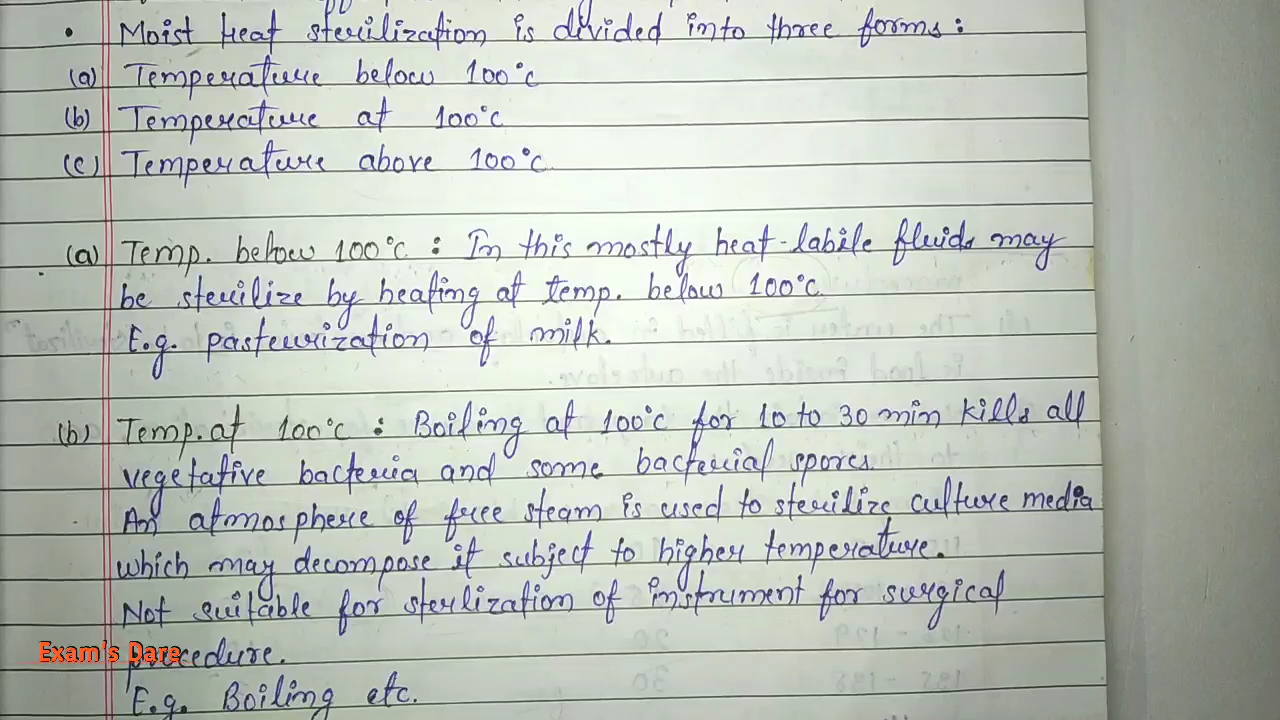 • Moist heat sterilization is divided into three forms:
(a) Temperature below 100°c
(b) Temperature at 100°c
(c) Temperature above 100°c
(a) Temp. below 100°c : In this mostly heat-labile fluids may
be sterilize by heating at temp. below 100°c
E.g. pasteurization of milk.
(b) Temp. at 100°c : Boiling at 100°c for 10 to 30 min kills all
vegetative bacteria and some bacterial spores
An atmosphere of free steam is used to sterilize culture media
which may decompose if subject to higher temperature.
Not suitable for sterlization of instrument for surgical
procedure.
Exam's Dare
E.g. Boiling etc.